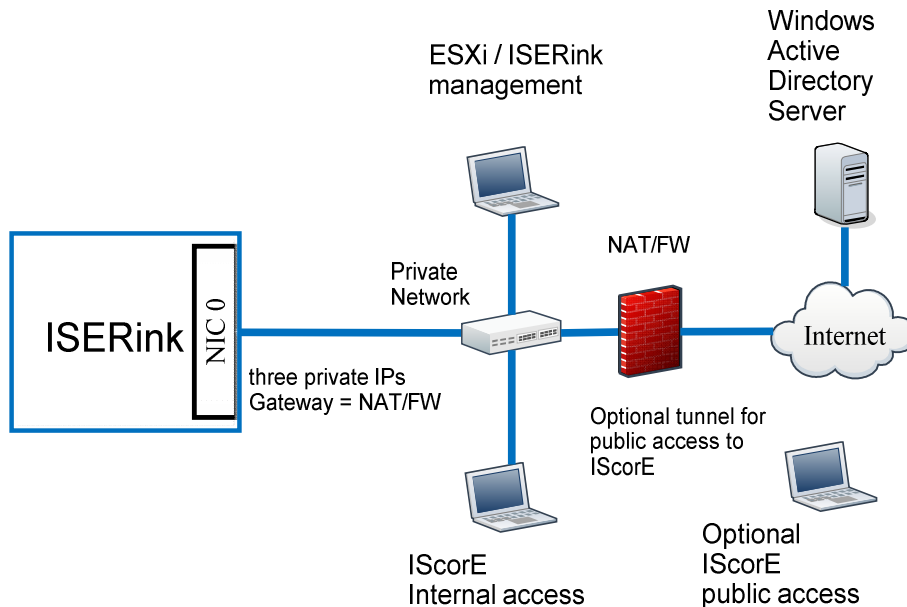 ESXi / ISERink
management
Windows
Active
Directory
Server
NAT/FW
Private
Network
ISERink
NIC 0
three private IPs
Gateway = NAT/FW
Internet
Optional tunnel for
public access to
IScorE
IScorE
Internal access
Optional
IScorE
public access